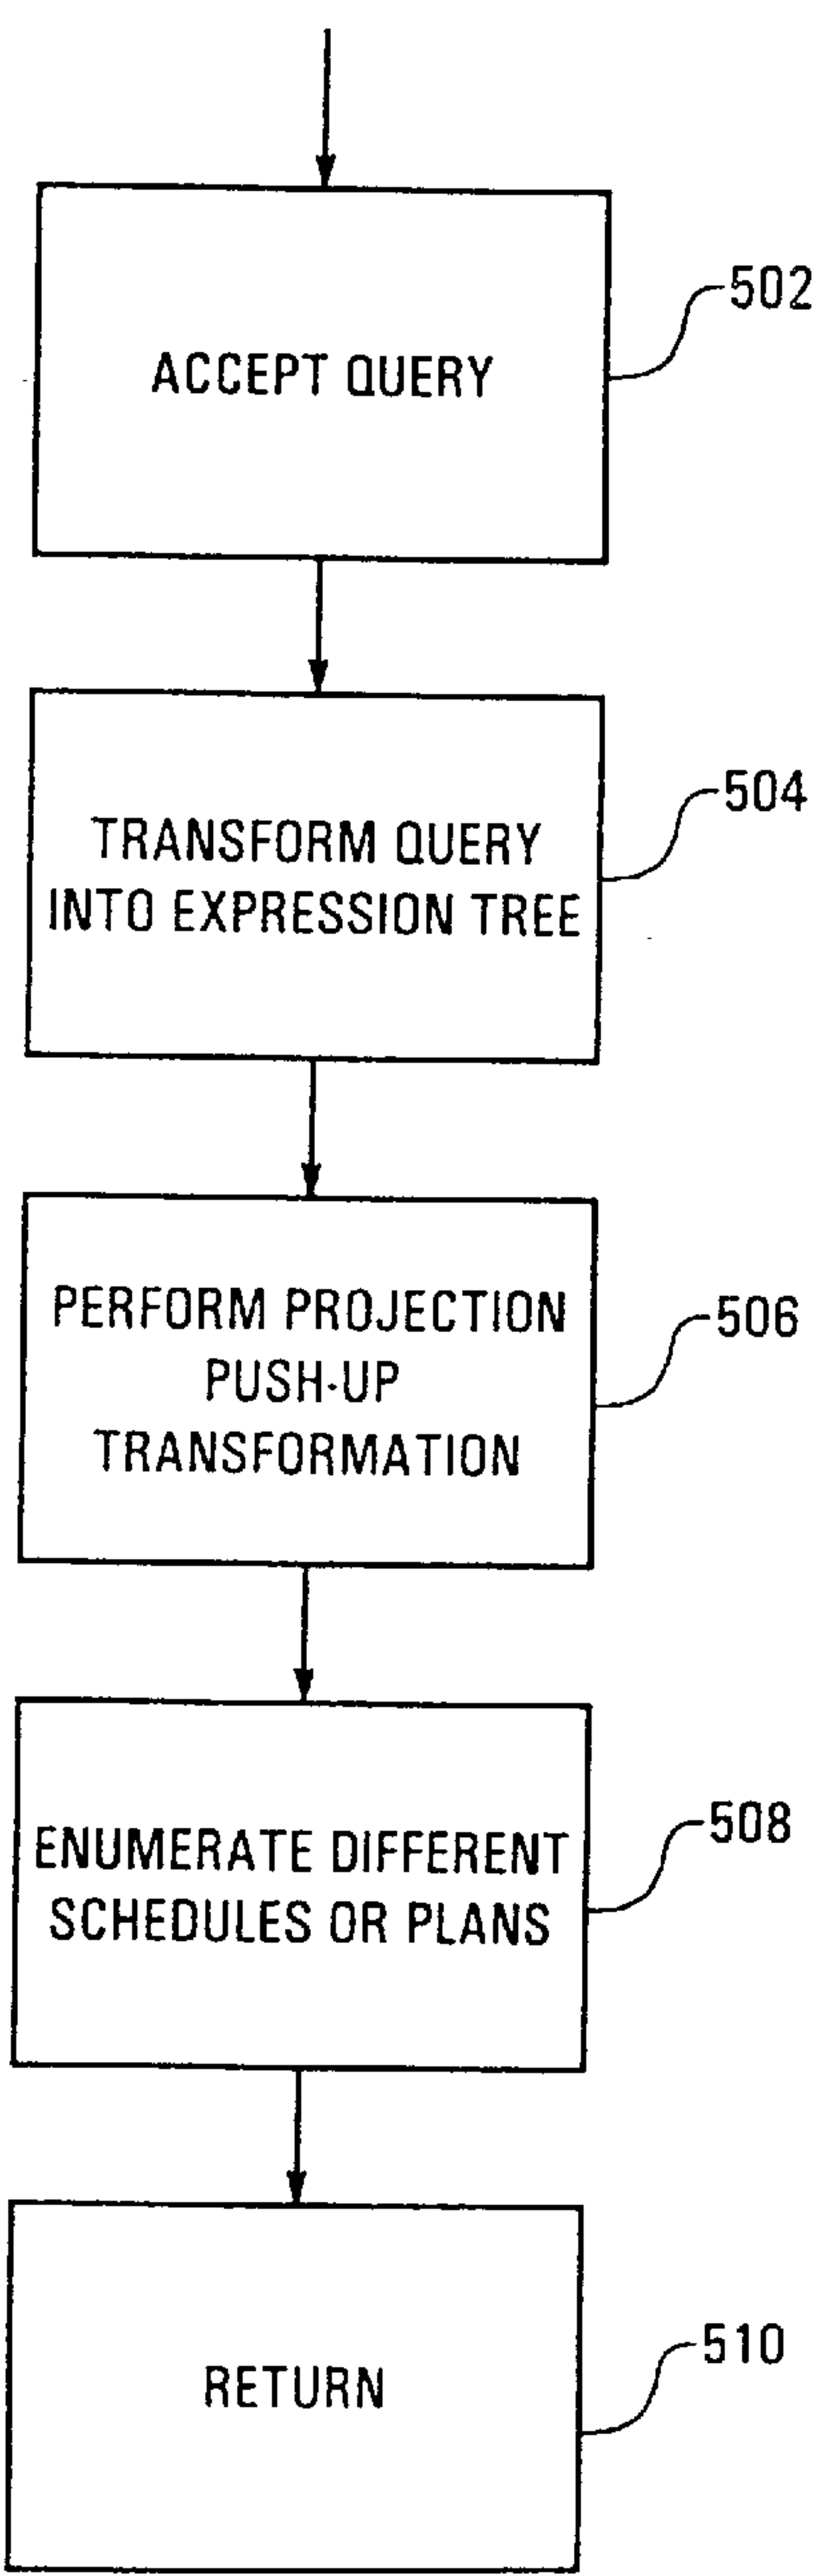 ACCEPT QUERY
502
TRANSFORM QUERY
INTO EXPRESSION TREE
504
PERFORM PROJECTION
PUSH-UP
TRANSFORMATION
506
ENUMERATE DIFFERENT
SCHEDULES OR PLANS
508
RETURN
510